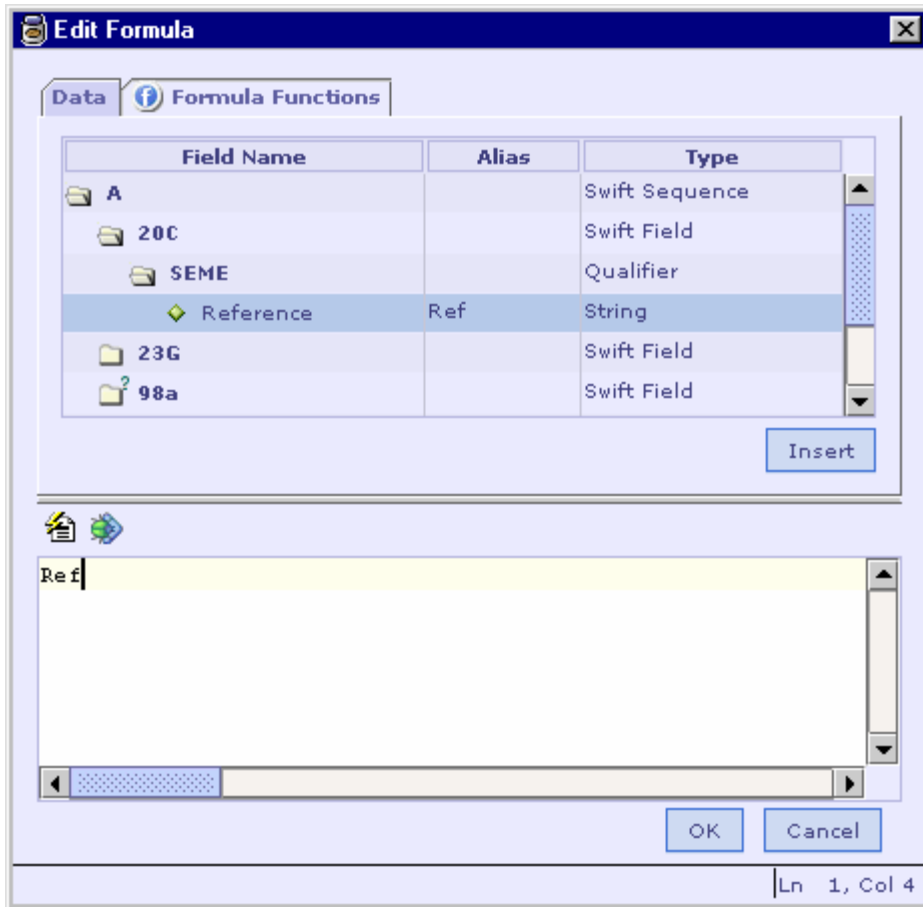 Edit Formula
Data Formula Functions
Field Name Alias Type
A Swift Sequence
20C Swift Field
SEME Qualifier
Reference Ref String
23G Swift Field
98a Swift Field
Insert
Ref
OK Cancel
Ln 1, Col 4